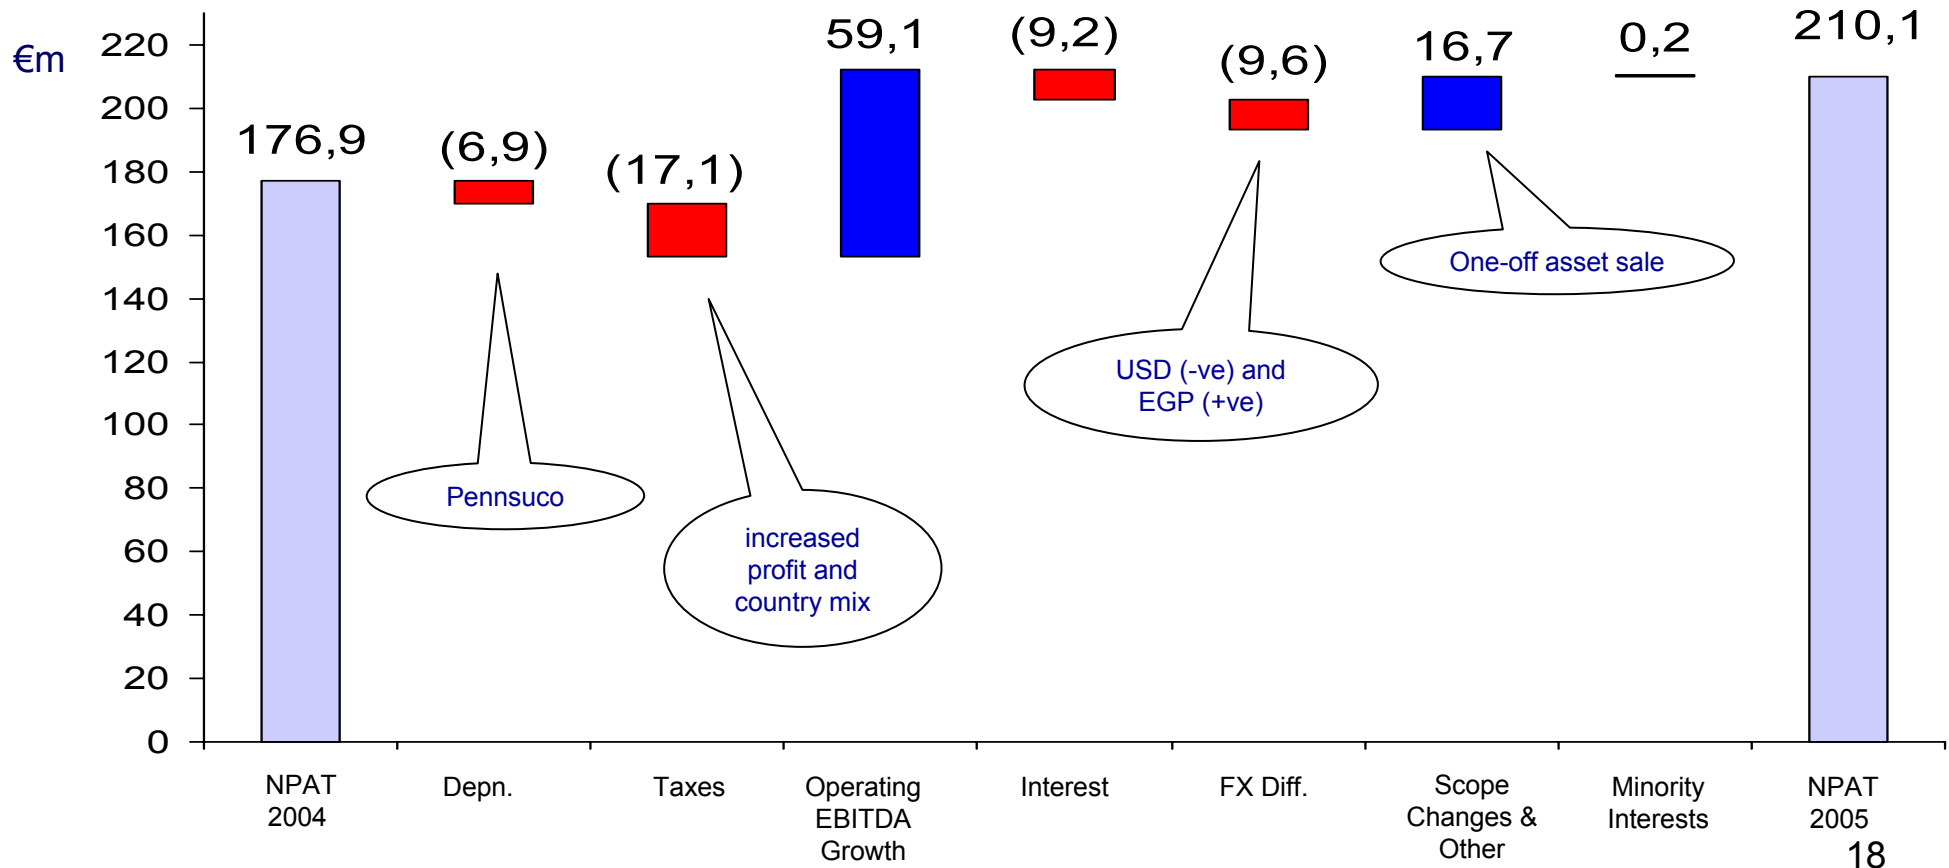 €m
220
200
180
160
140
120
100
80
60
40
20
0
176,9
(6,9)
(17,1)
59,1
(9,2)
(9,6)
16,7
0,2
210,1
Pennsuco
increased
profit and
country mix
USD (-ve) and
EGP (+ve)
One-off asset sale
NPAT
2004
Depn.
Taxes
Operating
EBITDA
Growth
Interest
FX Diff.
Scope
Changes &
Other
Minority
Interests
NPAT
2005
18